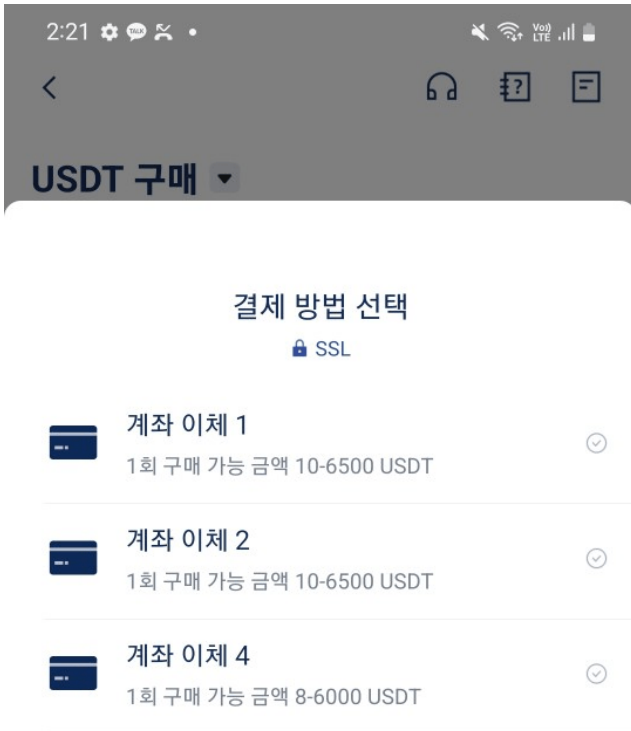 2:21 TALK Vo) LTE
?
USDT 구매
결제 방법 선택
SSL
계좌 이체 1
1회 구매 가능 금액 10-6500 USDT
계좌 이체 2
1회 구매 가능 금액 10-6500 USDT
계좌 이체 4
1회 구매 가능 금액 8-6000 USDT